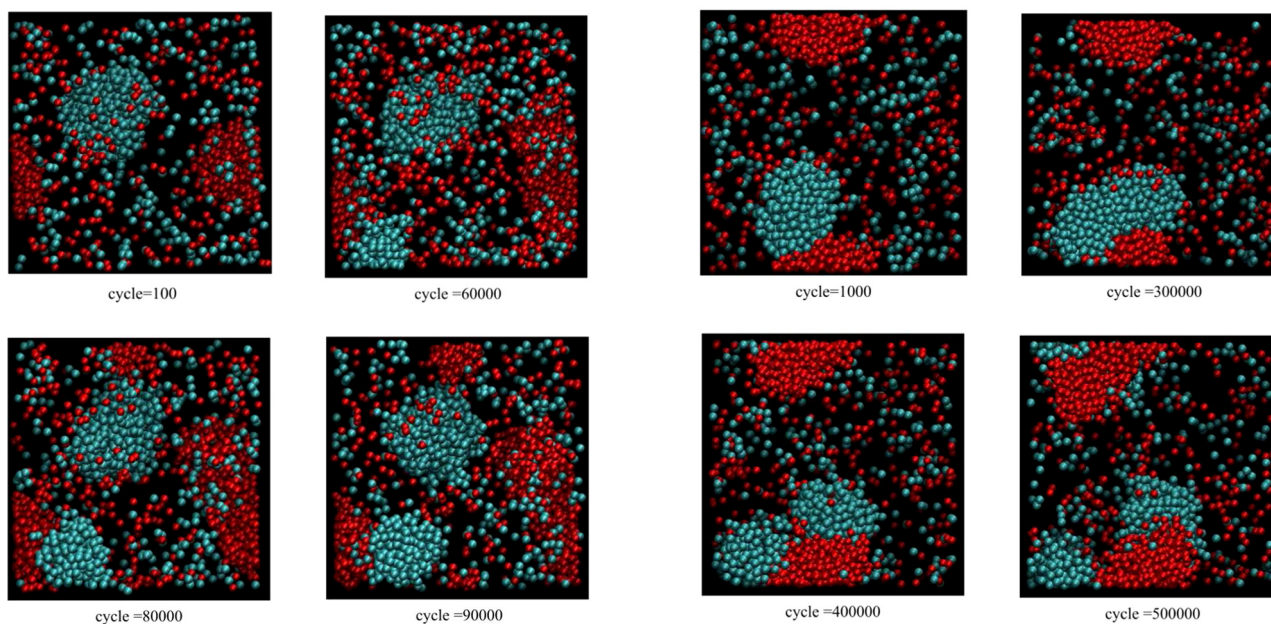 cycle=100
cycle =60000
cycle=1000
cycle =300000
cycle =80000
cycle =90000
cycle =400000
cycle =500000